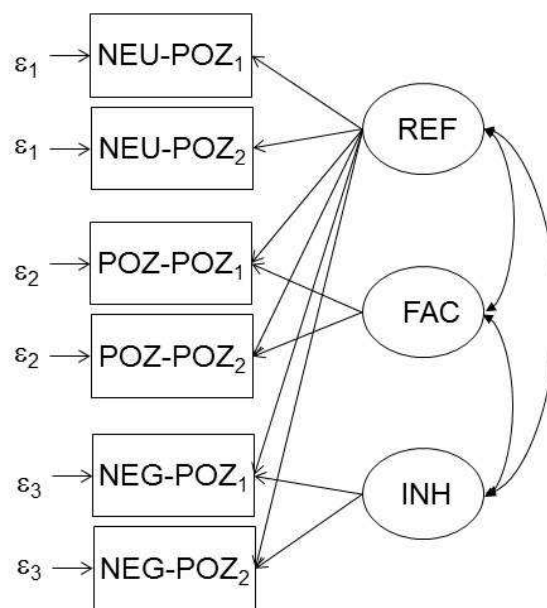 ε1 NEU-POZ1
ε1 NEU-POZ2
REF
ε2 POZ-POZ1
ε2 POZ-POZ2
FAC
ε3 NEG-POZ1
ε3 NEG-POZ2
INH